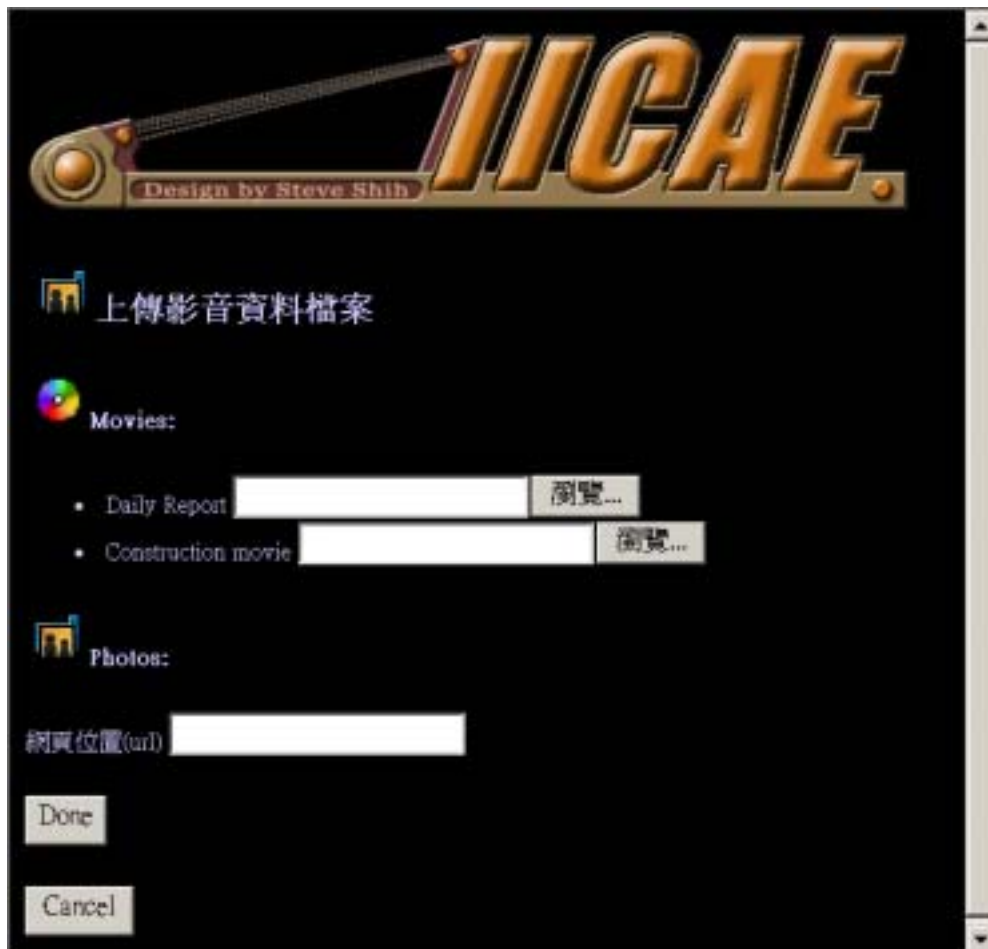 IICAE
Design by Steve Shih
上傳影音資料檔案
Movies:
• Daily Report 瀏覽...
• Construction movie 瀏覽...
Photos:
網頁位置(url)
Done
Cancel